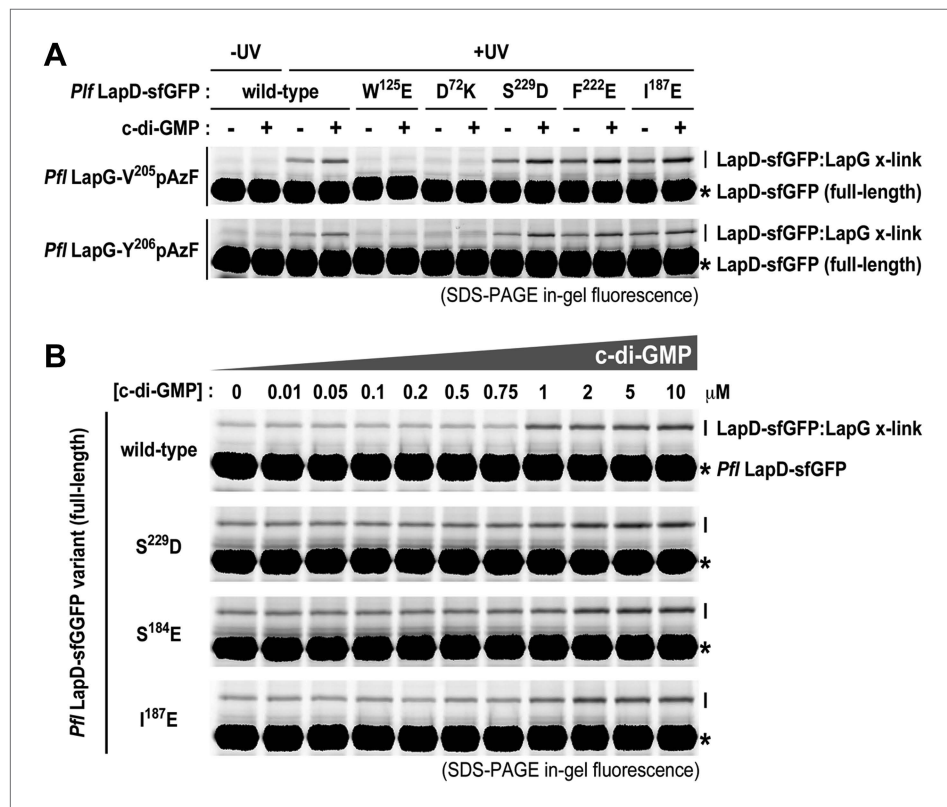 A
-UV +UV
Plf LapD-sfGFP : wild-type W125E D72K S229D F222E I187E
c-di-GMP : - + - + - + - + - + - + - +
Pfl LapG-V205pAzF
LapD-sfGFP:LapG x-link
* LapD-sfGFP (full-length)
Pfl LapG-Y206pAzF
LapD-sfGFP:LapG x-link
* LapD-sfGFP (full-length)
(SDS-PAGE in-gel fluorescence)
B
c-di-GMP
[c-di-GMP] : 0 0.01 0.05 0.1 0.2 0.5 0.75 1 2 5 10 μM
Pfl LapD-sfGGFP variant (full-length)
wild-type
LapD-sfGFP:LapG x-link
* Pfl LapD-sfGFP
S229D
*
S184E
*
I187E
*
(SDS-PAGE in-gel fluorescence)